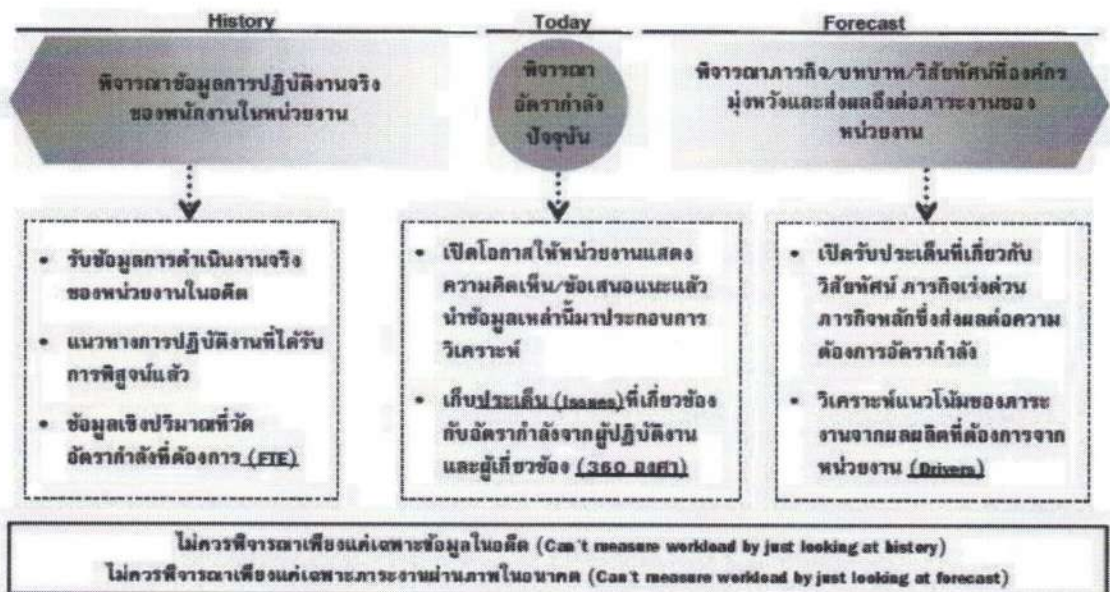 History
Today
Forecast
พิจารณาข้อมูลการปฏิบัติงานจริง
ของพนักงานในหน่วยงาน
พิจารณา
อัตรากำลัง
ปัจจุบัน
พิจารณาภารกิจ/บทบาท/วิสัยทัศน์ที่องค์กร
มุ่งหวังและส่งผลถึงต่อภาระงานของ
หน่วยงาน
• รับข้อมูลการดำเนินงานจริง
ของหน่วยงานในอดีต
• แนวทางการปฏิบัติงานที่ได้รับ
การพิสูจน์แล้ว
• ข้อมูลเชิงปริมาณที่วัด
อัตรากำลังที่ต้องการ (FTE)
• เปิดโอกาสให้หน่วยงานแสดง
ความคิดเห็น/ข้อเสนอแนะแล้ว
นำข้อมูลเหล่านี้มาประกอบการ
วิเคราะห์
• เก็บประเด็น (Issues)ที่เกี่ยวข้อง
กับอัตรากำลังจากผู้ปฏิบัติงาน
และผู้เกี่ยวข้อง (360 องศา)
• เปิดรับประเด็นที่เกี่ยวกับ
วิสัยทัศน์ ภารกิจเร่งด่วน
ภารกิจหลักซึ่งส่งผลต่อความ
ต้องการอัตรากำลัง
• วิเคราะห์แนวโน้มของภาระ
งานจากผลผลิตที่ต้องการจาก
หน่วยงาน (Drivers)
ไม่ควรพิจารณาเพียงแค่เฉพาะข้อมูลในอดีต (Can't measure workload by just looking at history)
ไม่ควรพิจารณาเพียงแค่เฉพาะภาระงานผ่านภาพในอนาคต (Can't measure workload by just looking at forecast)